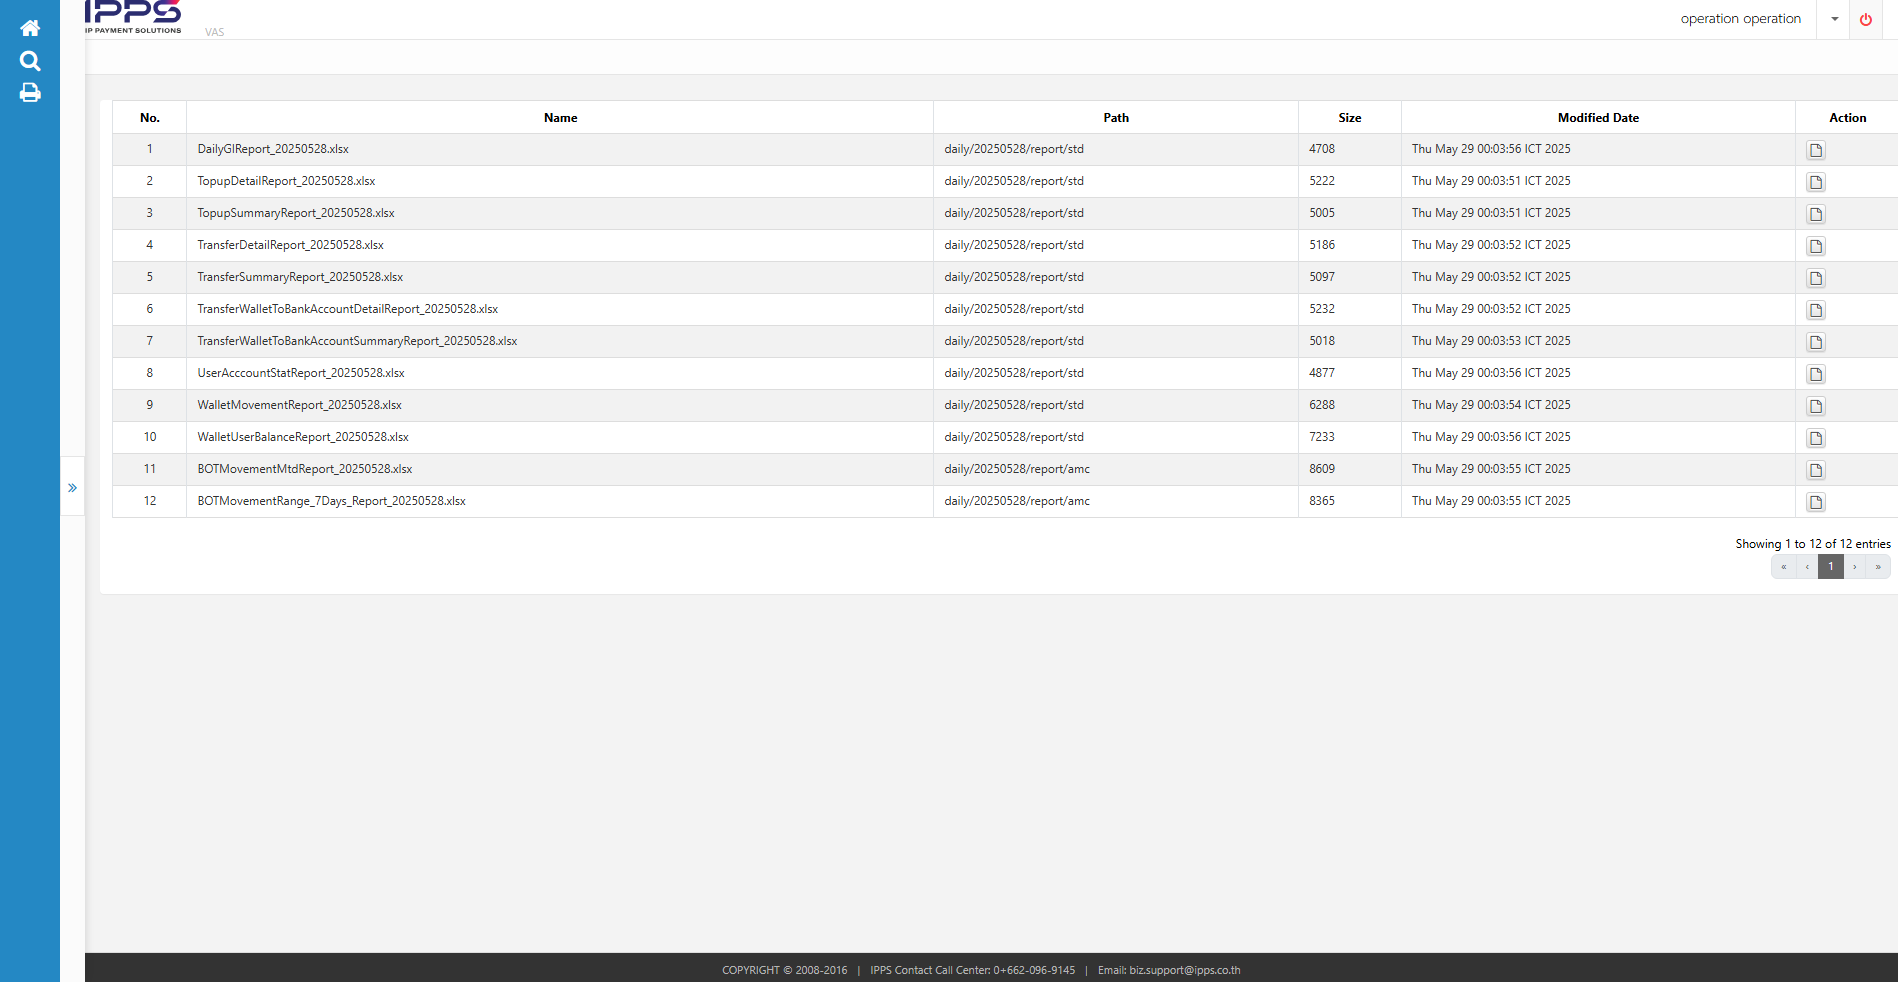 IPPS
IP PAYMENT SOLUTIONS
VAS
operation operation
No. Name Path Size Modified Date Action
1 DailyGlReport_20250528.xlsx daily/20250528/report/std 4708 Thu May 29 00:03:56 ICT 2025
2 TopupDetailReport_20250528.xlsx daily/20250528/report/std 5222 Thu May 29 00:03:51 ICT 2025
3 TopupSummaryReport_20250528.xlsx daily/20250528/report/std 5005 Thu May 29 00:03:51 ICT 2025
4 TransferDetailReport_20250528.xlsx daily/20250528/report/std 5186 Thu May 29 00:03:52 ICT 2025
5 TransferSummaryReport_20250528.xlsx daily/20250528/report/std 5097 Thu May 29 00:03:52 ICT 2025
6 TransferWalletToBankAccountDetailReport_20250528.xlsx daily/20250528/report/std 5232 Thu May 29 00:03:52 ICT 2025
7 TransferWalletToBankAccountSummaryReport_20250528.xlsx daily/20250528/report/std 5018 Thu May 29 00:03:53 ICT 2025
8 UserAcccountStatReport_20250528.xlsx daily/20250528/report/std 4877 Thu May 29 00:03:56 ICT 2025
9 WalletMovementReport_20250528.xlsx daily/20250528/report/std 6288 Thu May 29 00:03:54 ICT 2025
10 WalletUserBalanceReport_20250528.xlsx daily/20250528/report/std 7233 Thu May 29 00:03:56 ICT 2025
11 BOTMovementMtdReport_20250528.xlsx daily/20250528/report/amc 8609 Thu May 29 00:03:55 ICT 2025
12 BOTMovementRange_7Days_Report_20250528.xlsx daily/20250528/report/amc 8365 Thu May 29 00:03:55 ICT 2025
Showing 1 to 12 of 12 entries
« ‹ 1 › »
COPYRIGHT © 2008-2016 | IPPS Contact Call Center: 0+662-096-9145 | Email: biz.support@ipps.co.th